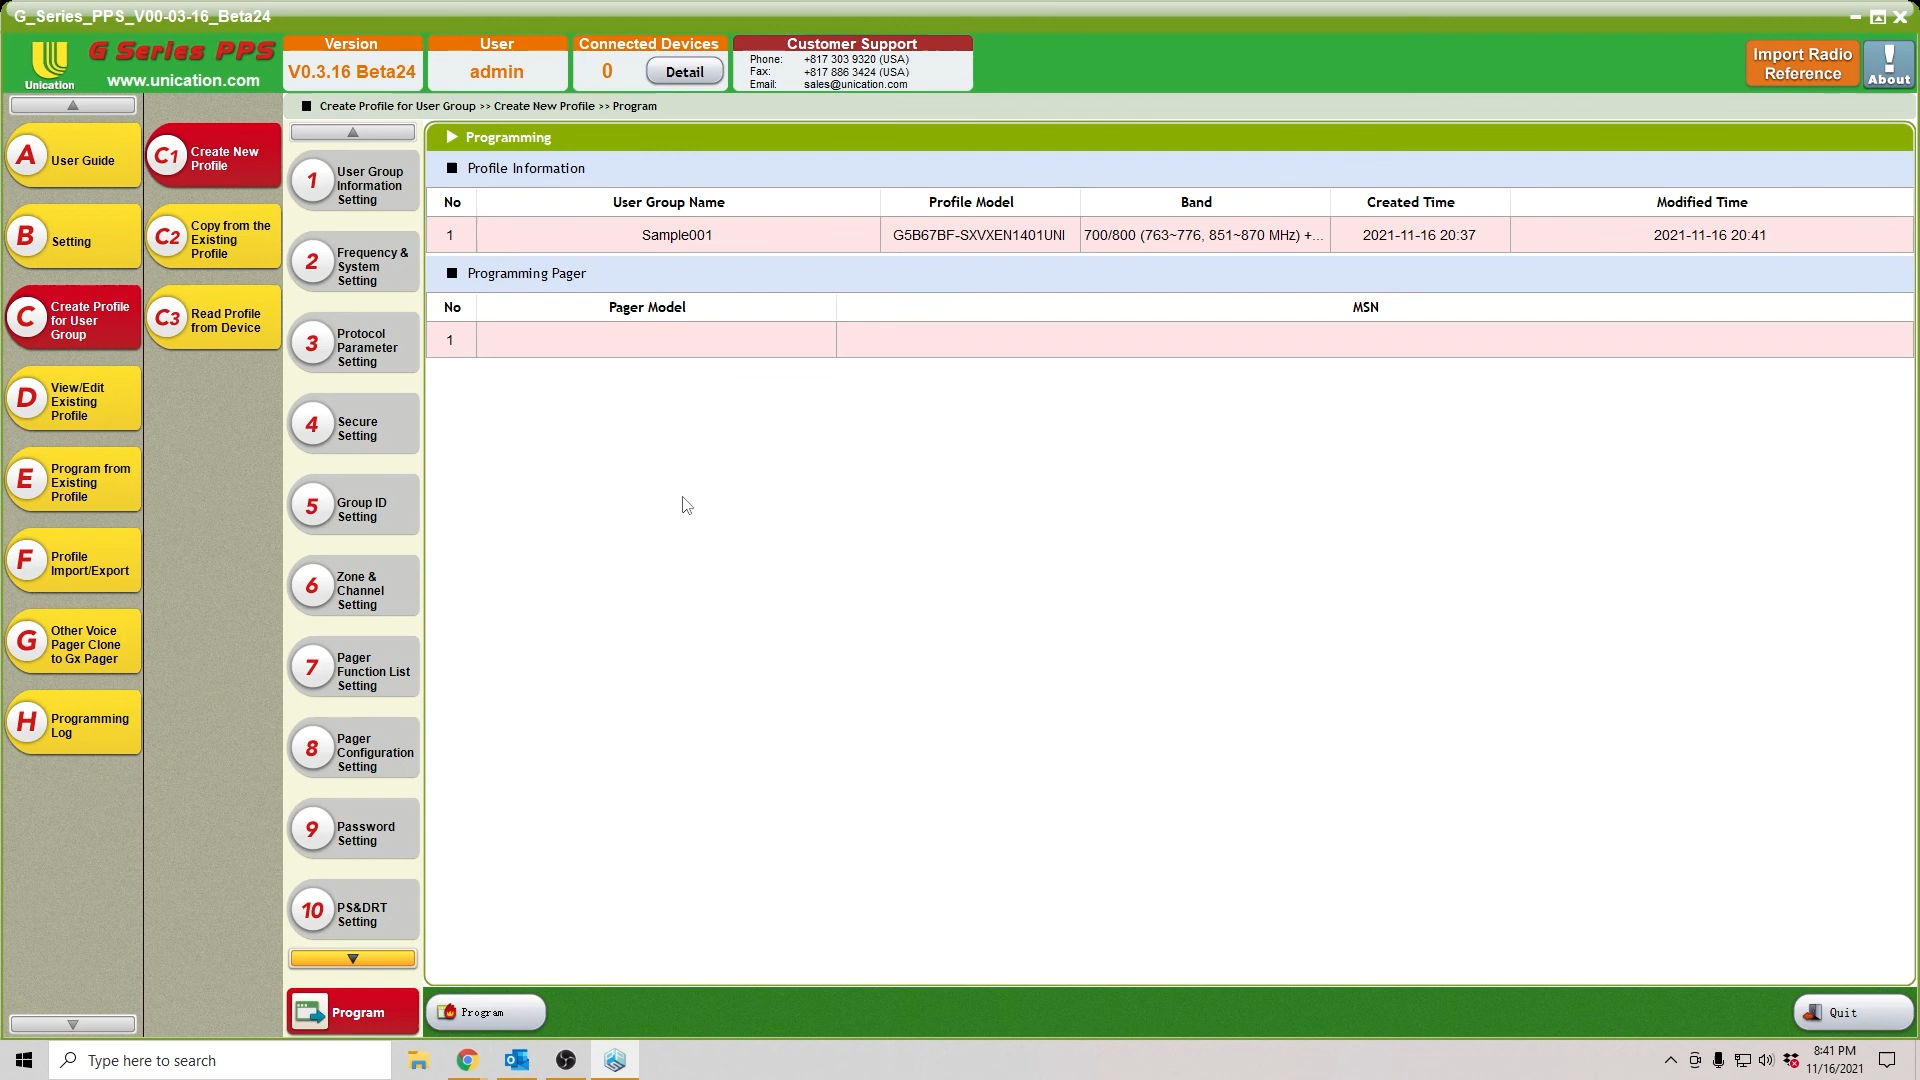 G_Series_PPS_V00-03-16_Beta24
Unication
G Series PPS
www.unication.com
Version
V0.3.16 Beta24
User
admin
Connected Devices
0
Detail
Customer Support
Phone: +817 303 9320 (USA)
Fax: +817 886 3424 (USA)
Email: sales@unication.com
Import Radio
Reference
!
About
A
User Guide
B
Setting
C
Create Profile
for User
Group
D
View/Edit
Existing
Profile
E
Program from
Existing
Profile
F
Profile
Import/Export
G
Other Voice
Pager Clone
to Gx Pager
H
Programming
Log
C1
Create New
Profile
C2
Copy from the
Existing
Profile
C3
Read Profile
from Device
Create Profile for User Group >> Create New Profile >> Program
1
User Group
Information
Setting
2
Frequency &
System
Setting
3
Protocol
Parameter
Setting
4
Secure
Setting
5
Group ID
Setting
6
Zone &
Channel
Setting
7
Pager
Function List
Setting
8
Pager
Configuration
Setting
9
Password
Setting
10
PS&DRT
Setting
Program
Programming
Profile Information
No User Group Name Profile Model Band Created Time Modified Time
1 Sample001 G5B67BF-SXVXEN1401UNI 700/800 (763~776, 851~870 MHz) +... 2021-11-16 20:37 2021-11-16 20:41
Programming Pager
No Pager Model MSN
1
Program
Quit
Type here to search
8:41 PM
11/16/2021